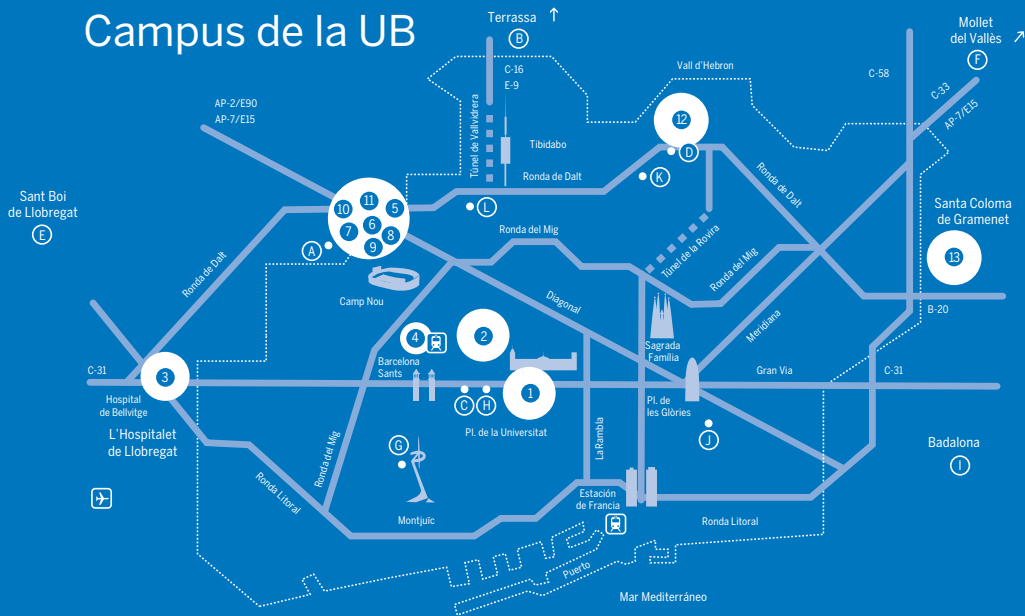 Campus de la UB
Terrassa ↑
B
Mollet
del Vallès ↗
F
C-16
E-9
Vall d'Hebron
C-58
C-33
AP-7/E15
AP-2/E90
AP-7/E15
Túnel de Vallvidrera
Tibidabo
12
D
K
Ronda de Dalt
Ronda de Dalt
Sant Boi
de Llobregat
E
10
11
5
7
6
8
9
A
L
Ronda del Mig
Túnel de la Rovira
Ronda del Mig
Santa Coloma
de Gramenet
13
Ronda de Dalt
Camp Nou
Diagonal
Meridiana
B-20
4
2
Barcelona
Sants
Sagrada
Família
C-31
3
Gran Via
C-31
Hospital
de Bellvitge
1
C
H
Pl. de
les Glòries
L'Hospitalet
de Llobregat
Pl. de la Universitat
J
G
La Rambla
Ronda del Mig
Badalona
I
Ronda Litoral
Montjuïc
Estación
de Francia
Ronda Litoral
Puerto
Mar Mediterráneo